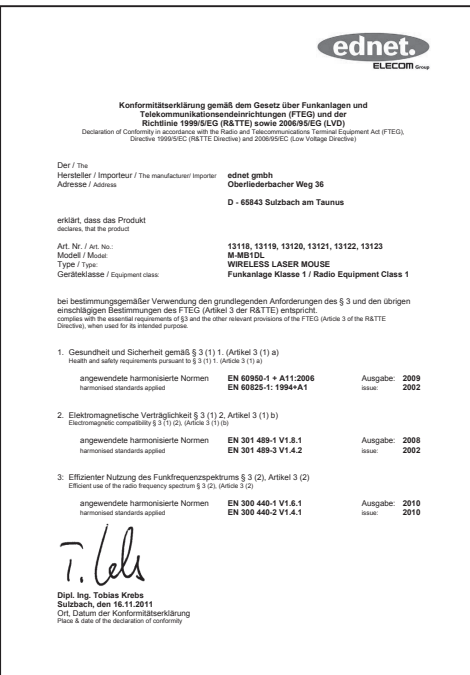 ednet.
ELECOM Group
Konformitätserklärung gemäß dem Gesetz über Funkanlagen und
Telekommunikationsendeinrichtungen (FTEG) und der
Richtlinie 1999/5/EG (R&TTE) sowie 2006/95/EG (LVD)
Declaration of Conformity in accordance with the Radio and Telecommunications Terminal Equipment Act (FTEG),
Directive 1999/5/EC (R&TTE Directive) and 2006/95/EC (Low Voltage Directive)
Der / The
Hersteller / Importeur / The manufacturer/ Importer ednet gmbh
Adresse / Address Oberliederbacher Weg 36
D - 65843 Sulzbach am Taunus
erklärt, dass das Produkt
declares, that the product
Art. Nr. / Art. No.: 13118, 13119, 13120, 13121, 13122, 13123
Modell / Model: M-MB1DL
Type / Type: WIRELESS LASER MOUSE
Geräteklasse / Equipment class: Funkanlage Klasse 1 / Radio Equipment Class 1
bei bestimmungsgemäßer Verwendung den grundlegenden Anforderungen des § 3 und den übrigen
einschlägigen Bestimmungen des FTEG (Artikel 3 der R&TTE) entspricht.
complies with the essential requirements of §3 and the other relevant provisions of the FTEG (Article 3 of the R&TTE
Directive), when used for its intended purpose.
1. Gesundheit und Sicherheit gemäß § 3 (1) 1. (Artikel 3 (1) a)
Health and safety requirements pursuant to § 3 (1) 1. (Article 3 (1) a)
angewendete harmonisierte Normen EN 60950-1 + A11:2006 Ausgabe: 2009
harmonised standards applied EN 60825-1: 1994+A1 issue: 2002
2. Elektromagnetische Verträglichkeit § 3 (1) 2, Artikel 3 (1) b)
Electromagnetic compatibility § 3 (1) (2), (Article 3 (1) (b)
angewendete harmonisierte Normen EN 301 489-1 V1.8.1 Ausgabe: 2008
harmonised standards applied EN 301 489-3 V1.4.2 issue: 2002
3: Effizienter Nutzung des Funkfrequenzspektrums § 3 (2), Artikel 3 (2)
Efficient use of the radio frequency spectrum § 3 (2), (Article 3 (2)
angewendete harmonisierte Normen EN 300 440-1 V1.6.1 Ausgabe: 2010
harmonised standards applied EN 300 440-2 V1.4.1 issue: 2010
Dipl. Ing. Tobias Krebs
Sulzbach, den 16.11.2011
Ort, Datum der Konformitätserklärung
Place & date of the declaration of conformity